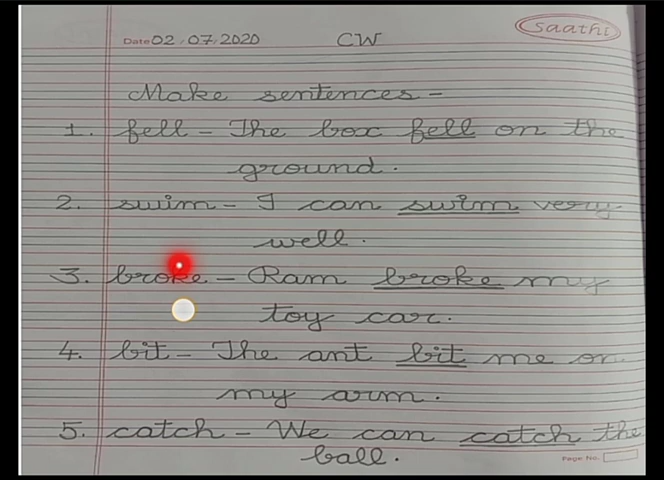 Saathi
Date 02.07.2020 CW
Make sentences -
1. fell - The box fell on the
ground.
2. swim - I can swim very
well.
3. broke - Ram broke my
toy car.
4. bit - The ant bit me on
my arm.
5. catch - We can catch the
ball.
Page No.